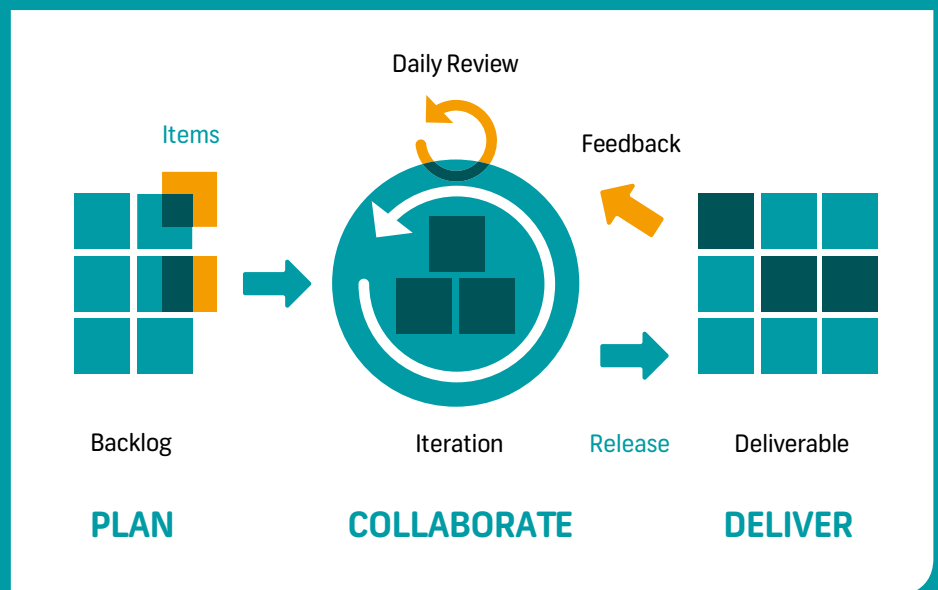 Daily Review
Items
Feedback
Backlog
Iteration
Release
Deliverable
PLAN
COLLABORATE
DELIVER